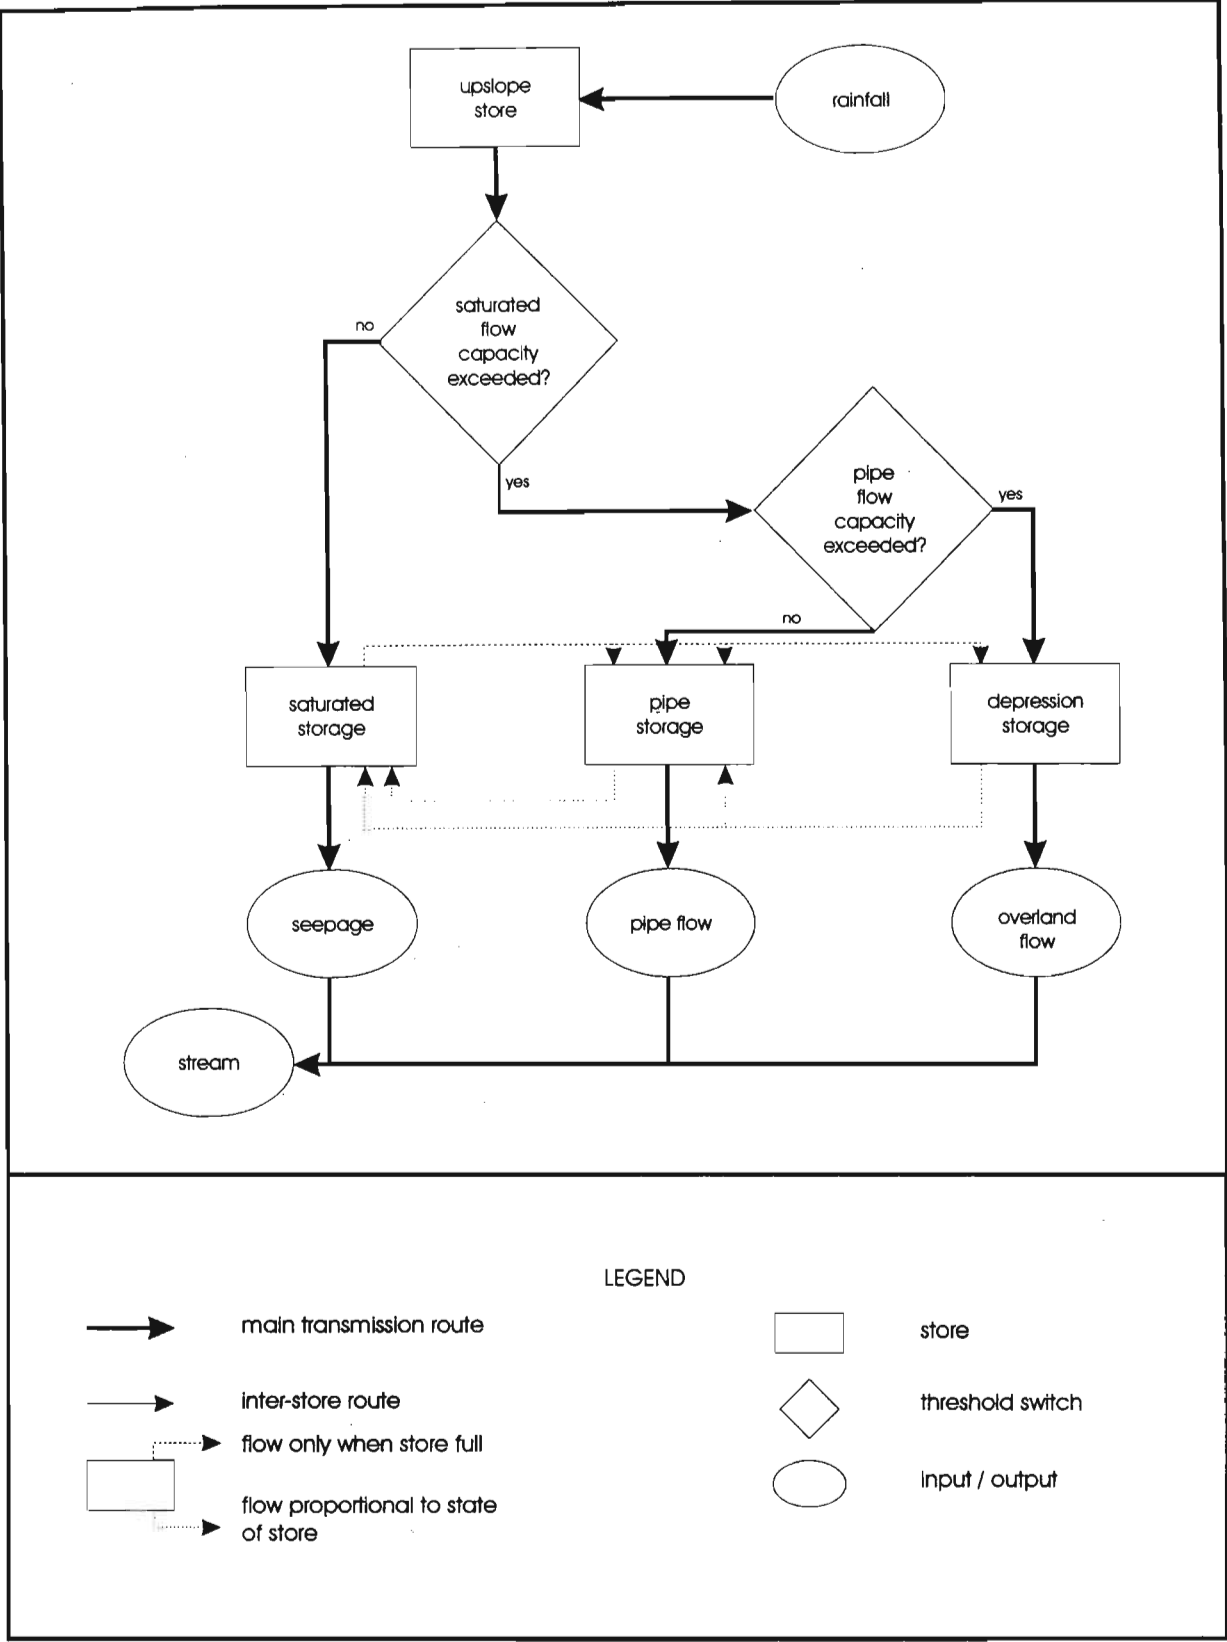 upslope
store
rainfall
saturated
flow
capacity
exceeded?
no
yes
pipe
flow
capacity
exceeded?
yes
no
saturated
storage
pipe
storage
depression
storage
seepage
pipe flow
overland
flow
stream
LEGEND
main transmission route
store
inter-store route
threshold switch
flow only when store full
input / output
flow proportional to state
of store